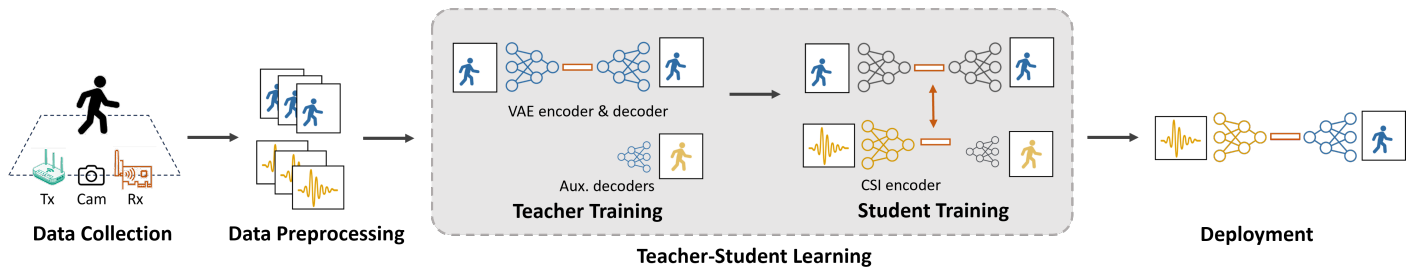 Tx
Cam
Rx
Data Collection
Data Preprocessing
VAE encoder & decoder
Aux. decoders
Teacher Training
CSI encoder
Student Training
Teacher-Student Learning
Deployment